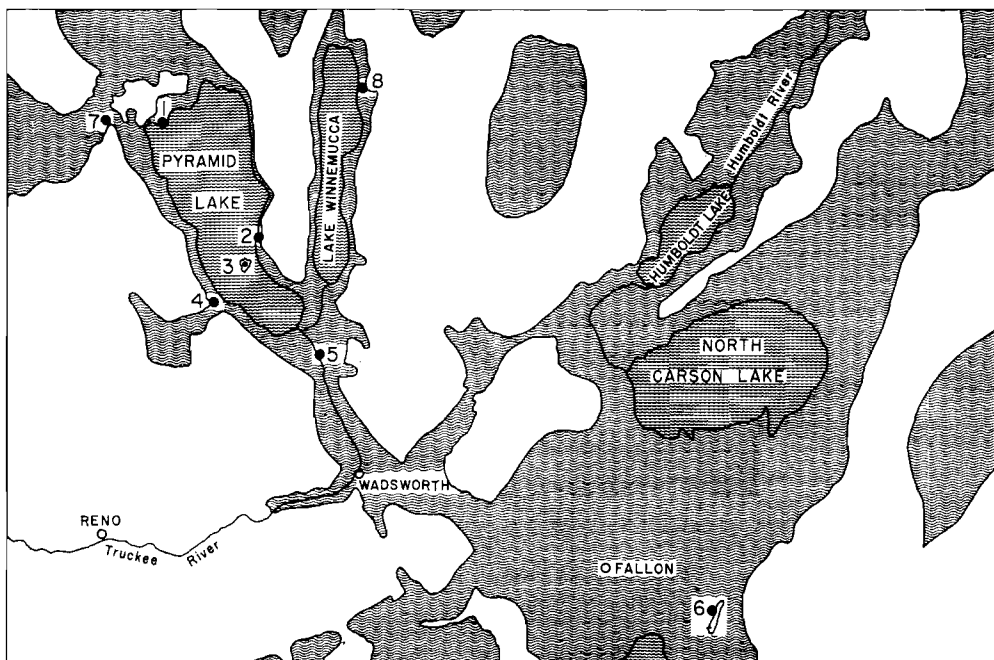 8
7
1
PYRAMID
LAKE
LAKE WINNEMUCCA
Humboldt River
HUMBOLDT LAKE
2
3
4
5
NORTH
CARSON LAKE
WADSWORTH
RENO
Truckee River
FALLON
6